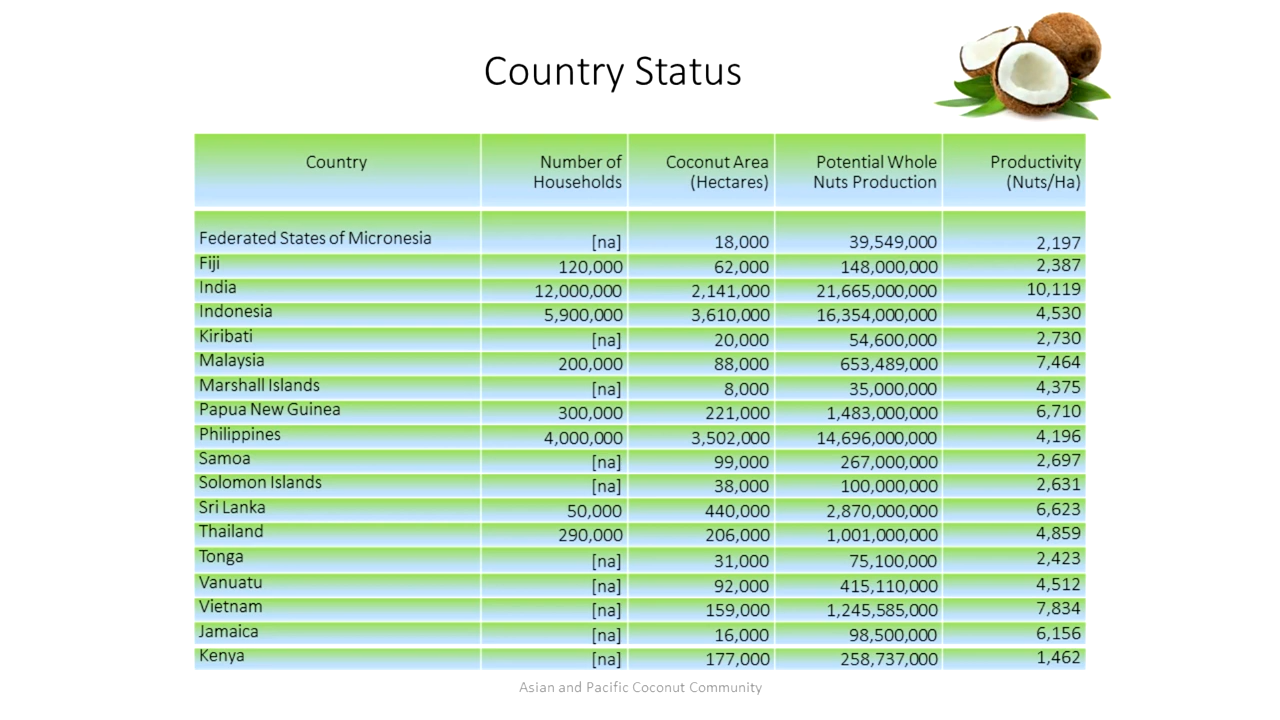 Country Status
Country Number of Households Coconut Area (Hectares) Potential Whole Nuts Production Productivity (Nuts/Ha)
Federated States of Micronesia [na] 18,000 39,549,000 2,197
Fiji 120,000 62,000 148,000,000 2,387
India 12,000,000 2,141,000 21,665,000,000 10,119
Indonesia 5,900,000 3,610,000 16,354,000,000 4,530
Kiribati [na] 20,000 54,600,000 2,730
Malaysia 200,000 88,000 653,489,000 7,464
Marshall Islands [na] 8,000 35,000,000 4,375
Papua New Guinea 300,000 221,000 1,483,000,000 6,710
Philippines 4,000,000 3,502,000 14,696,000,000 4,196
Samoa [na] 99,000 267,000,000 2,697
Solomon Islands [na] 38,000 100,000,000 2,631
Sri Lanka 50,000 440,000 2,870,000,000 6,623
Thailand 290,000 206,000 1,001,000,000 4,859
Tonga [na] 31,000 75,100,000 2,423
Vanuatu [na] 92,000 415,110,000 4,512
Vietnam [na] 159,000 1,245,585,000 7,834
Jamaica [na] 16,000 98,500,000 6,156
Kenya [na] 177,000 258,737,000 1,462
Asian and Pacific Coconut Community